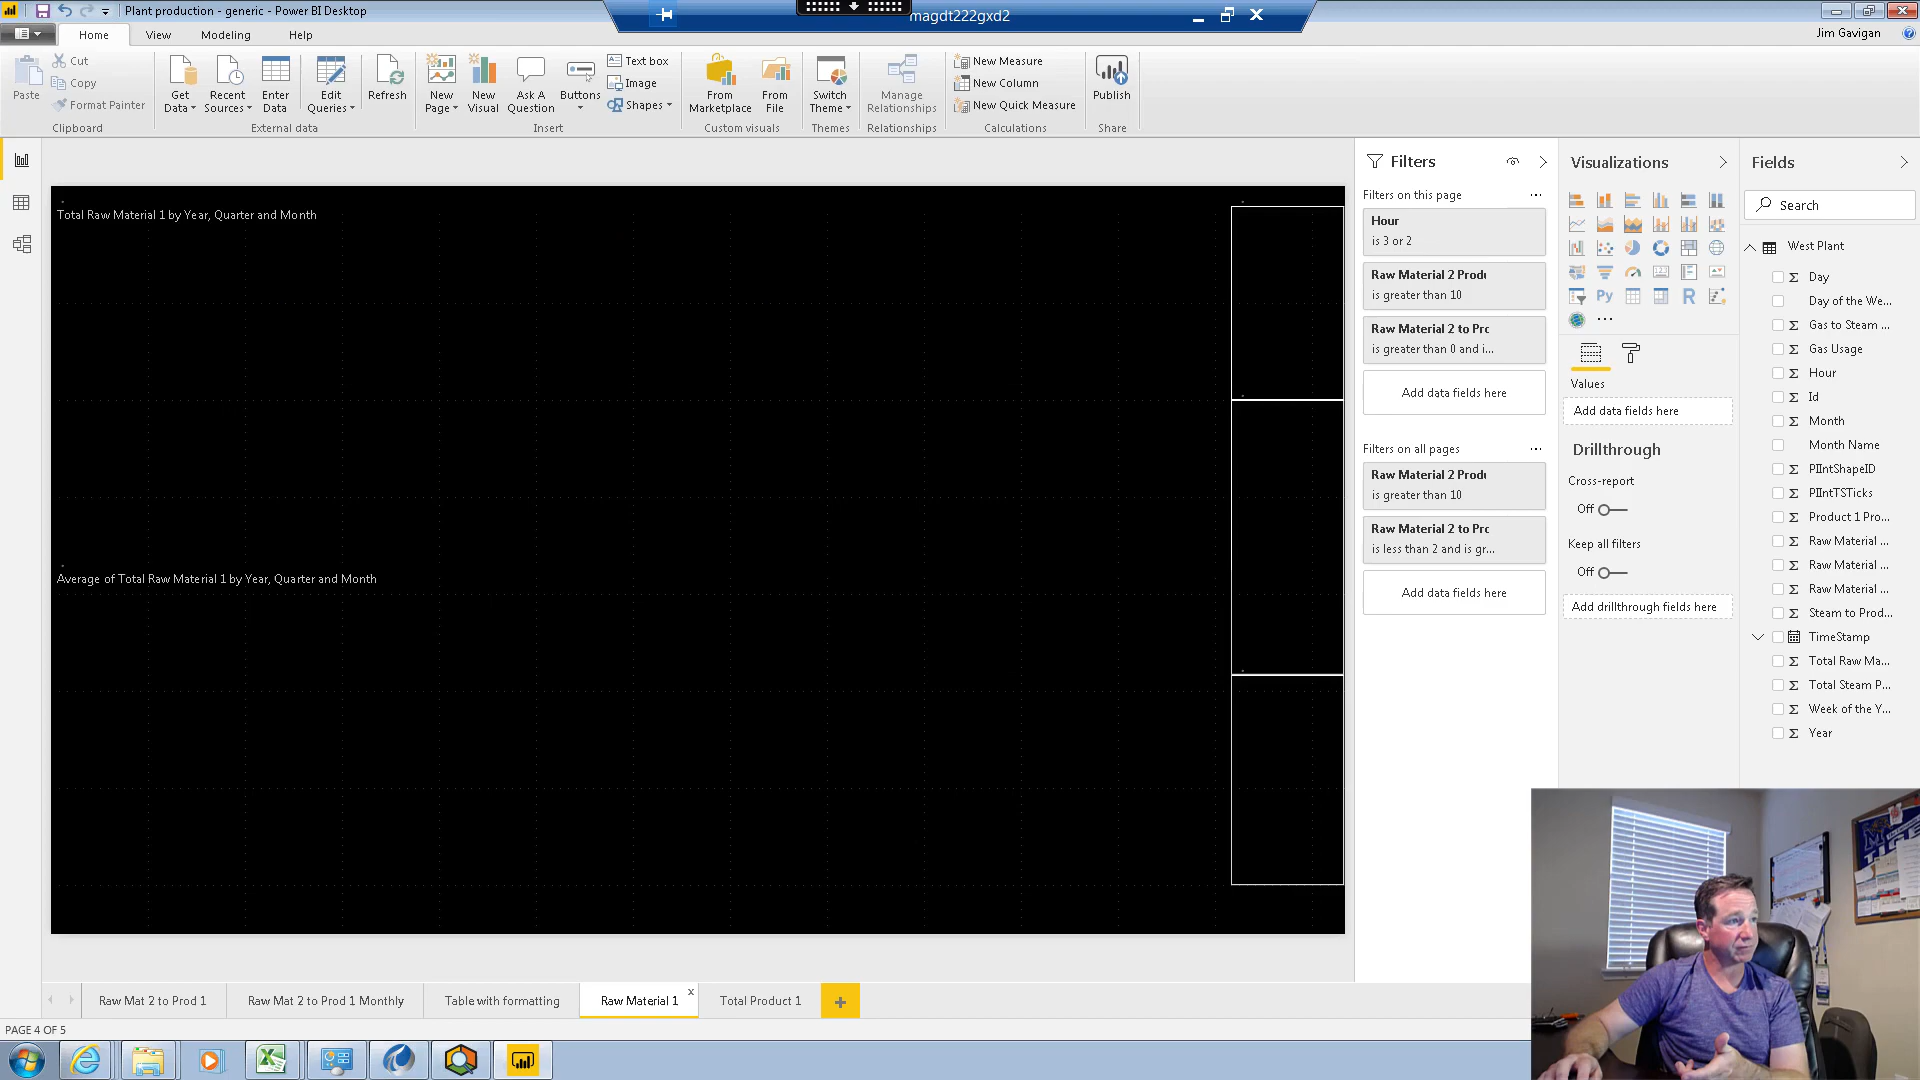 Plant production - generic - Power BI Desktop
magdt222gxd2
Home
View
Modeling
Help
Jim Gavigan
Paste
Cut
Copy
Format Painter
Clipboard
Get Data
Recent Sources
Enter Data
Edit Queries
Refresh
External data
New Page
New Visual
Ask A Question
Buttons
Text box
Image
Shapes
Insert
From Marketplace
From File
Custom visuals
Switch Theme
Themes
Manage Relationships
Relationships
New Measure
New Column
New Quick Measure
Calculations
Publish
Share
Total Raw Material 1 by Year, Quarter and Month
Average of Total Raw Material 1 by Year, Quarter and Month
Filters
Filters on this page
...
Hour
is 3 or 2
Raw Material 2 Produ
is greater than 10
Raw Material 2 to Prc
is greater than 0 and i...
Add data fields here
Filters on all pages
...
Raw Material 2 Produ
is greater than 10
Raw Material 2 to Prc
is less than 2 and is gr...
Add data fields here
Visualizations
Py
R
...
Values
Add data fields here
Drillthrough
Cross-report
Off
Keep all filters
Off
Add drillthrough fields here
Fields
Search
West Plant
Day
Day of the We...
Gas to Steam ...
Gas Usage
Hour
Id
Month
Month Name
PIIntShapeID
PIIntTSTicks
Product 1 Pro...
Raw Material ...
Raw Material ...
Raw Material ...
Steam to Prod...
TimeStamp
Total Raw Ma...
Total Steam P...
Week of the Y...
Year
Raw Mat 2 to Prod 1
Raw Mat 2 to Prod 1 Monthly
Table with formatting
Raw Material 1
x
Total Product 1
PAGE 4 OF 5